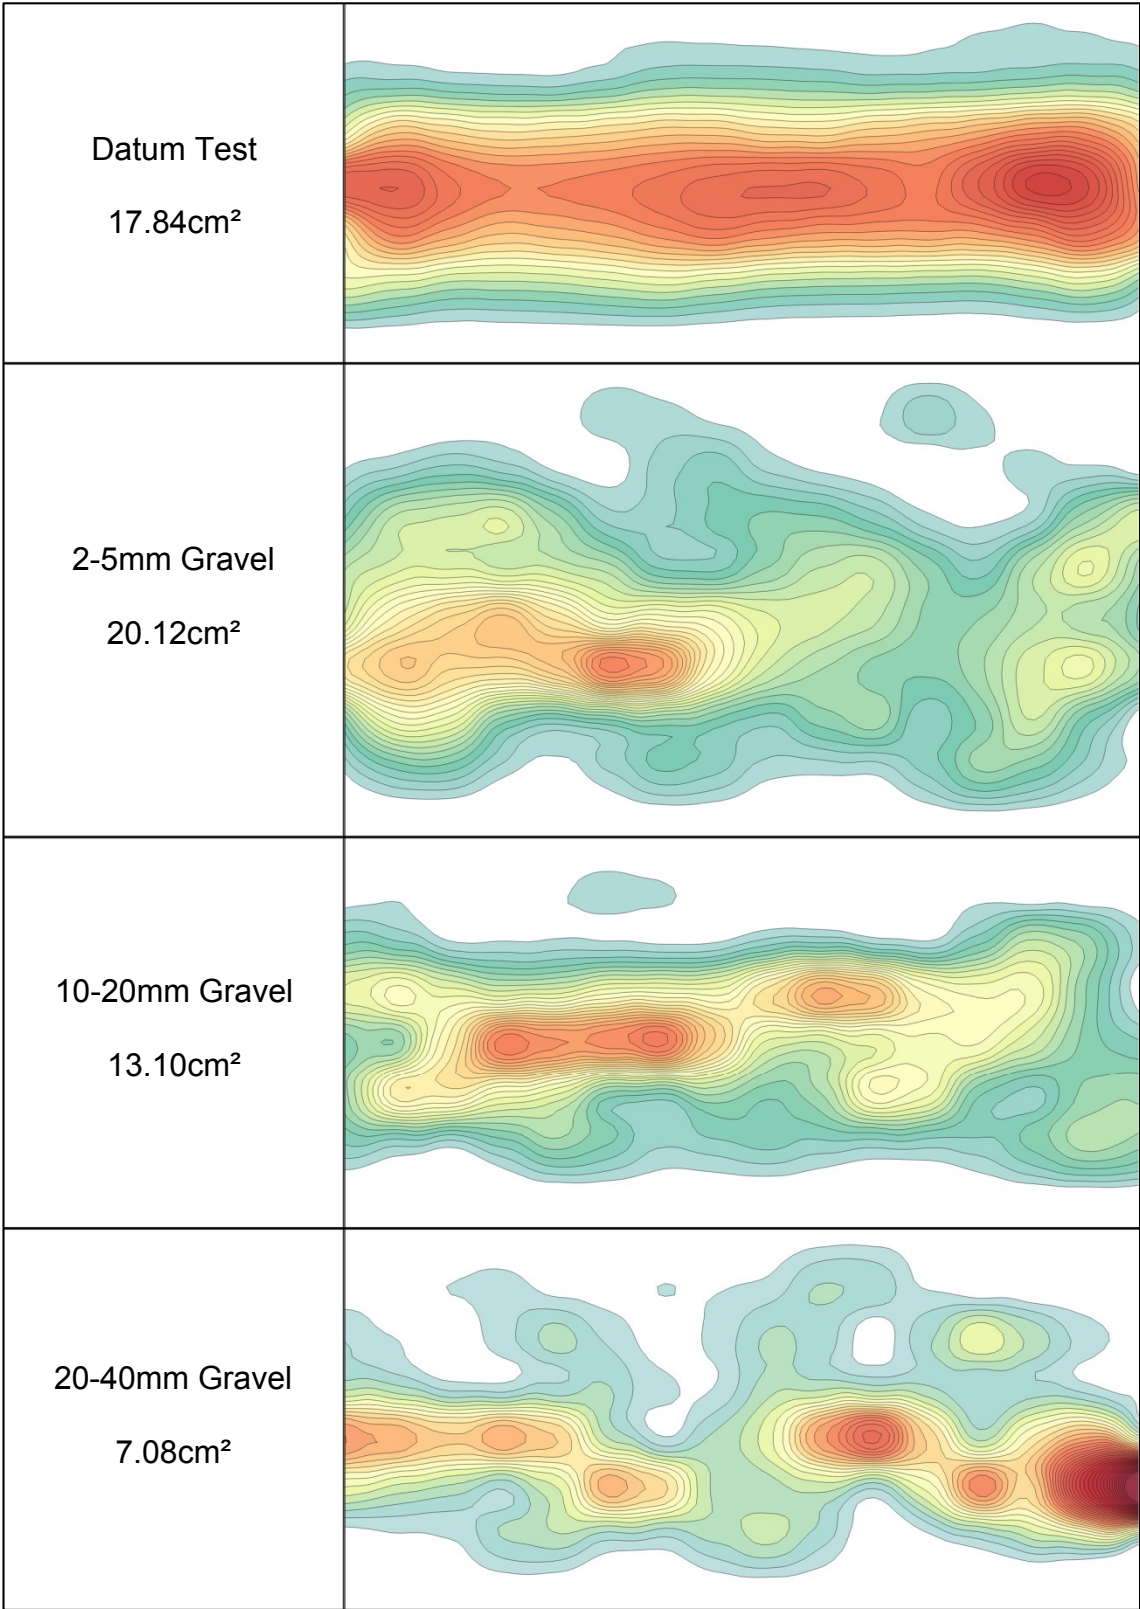 Datum Test
17.84cm²
2-5mm Gravel
20.12cm²
10-20mm Gravel
13.10cm²
20-40mm Gravel
7.08cm²